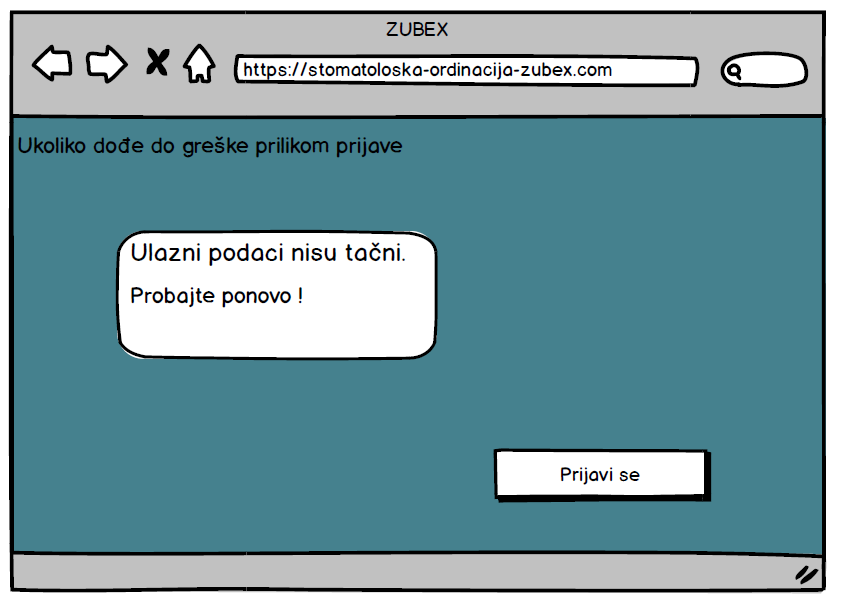 ZUBEX
https://stomatoloska-ordinacija-zubex.com
Ukoliko dođe do greške prilikom prijave
Ulazni podaci nisu tačni.
Probajte ponovo !
Prijavi se